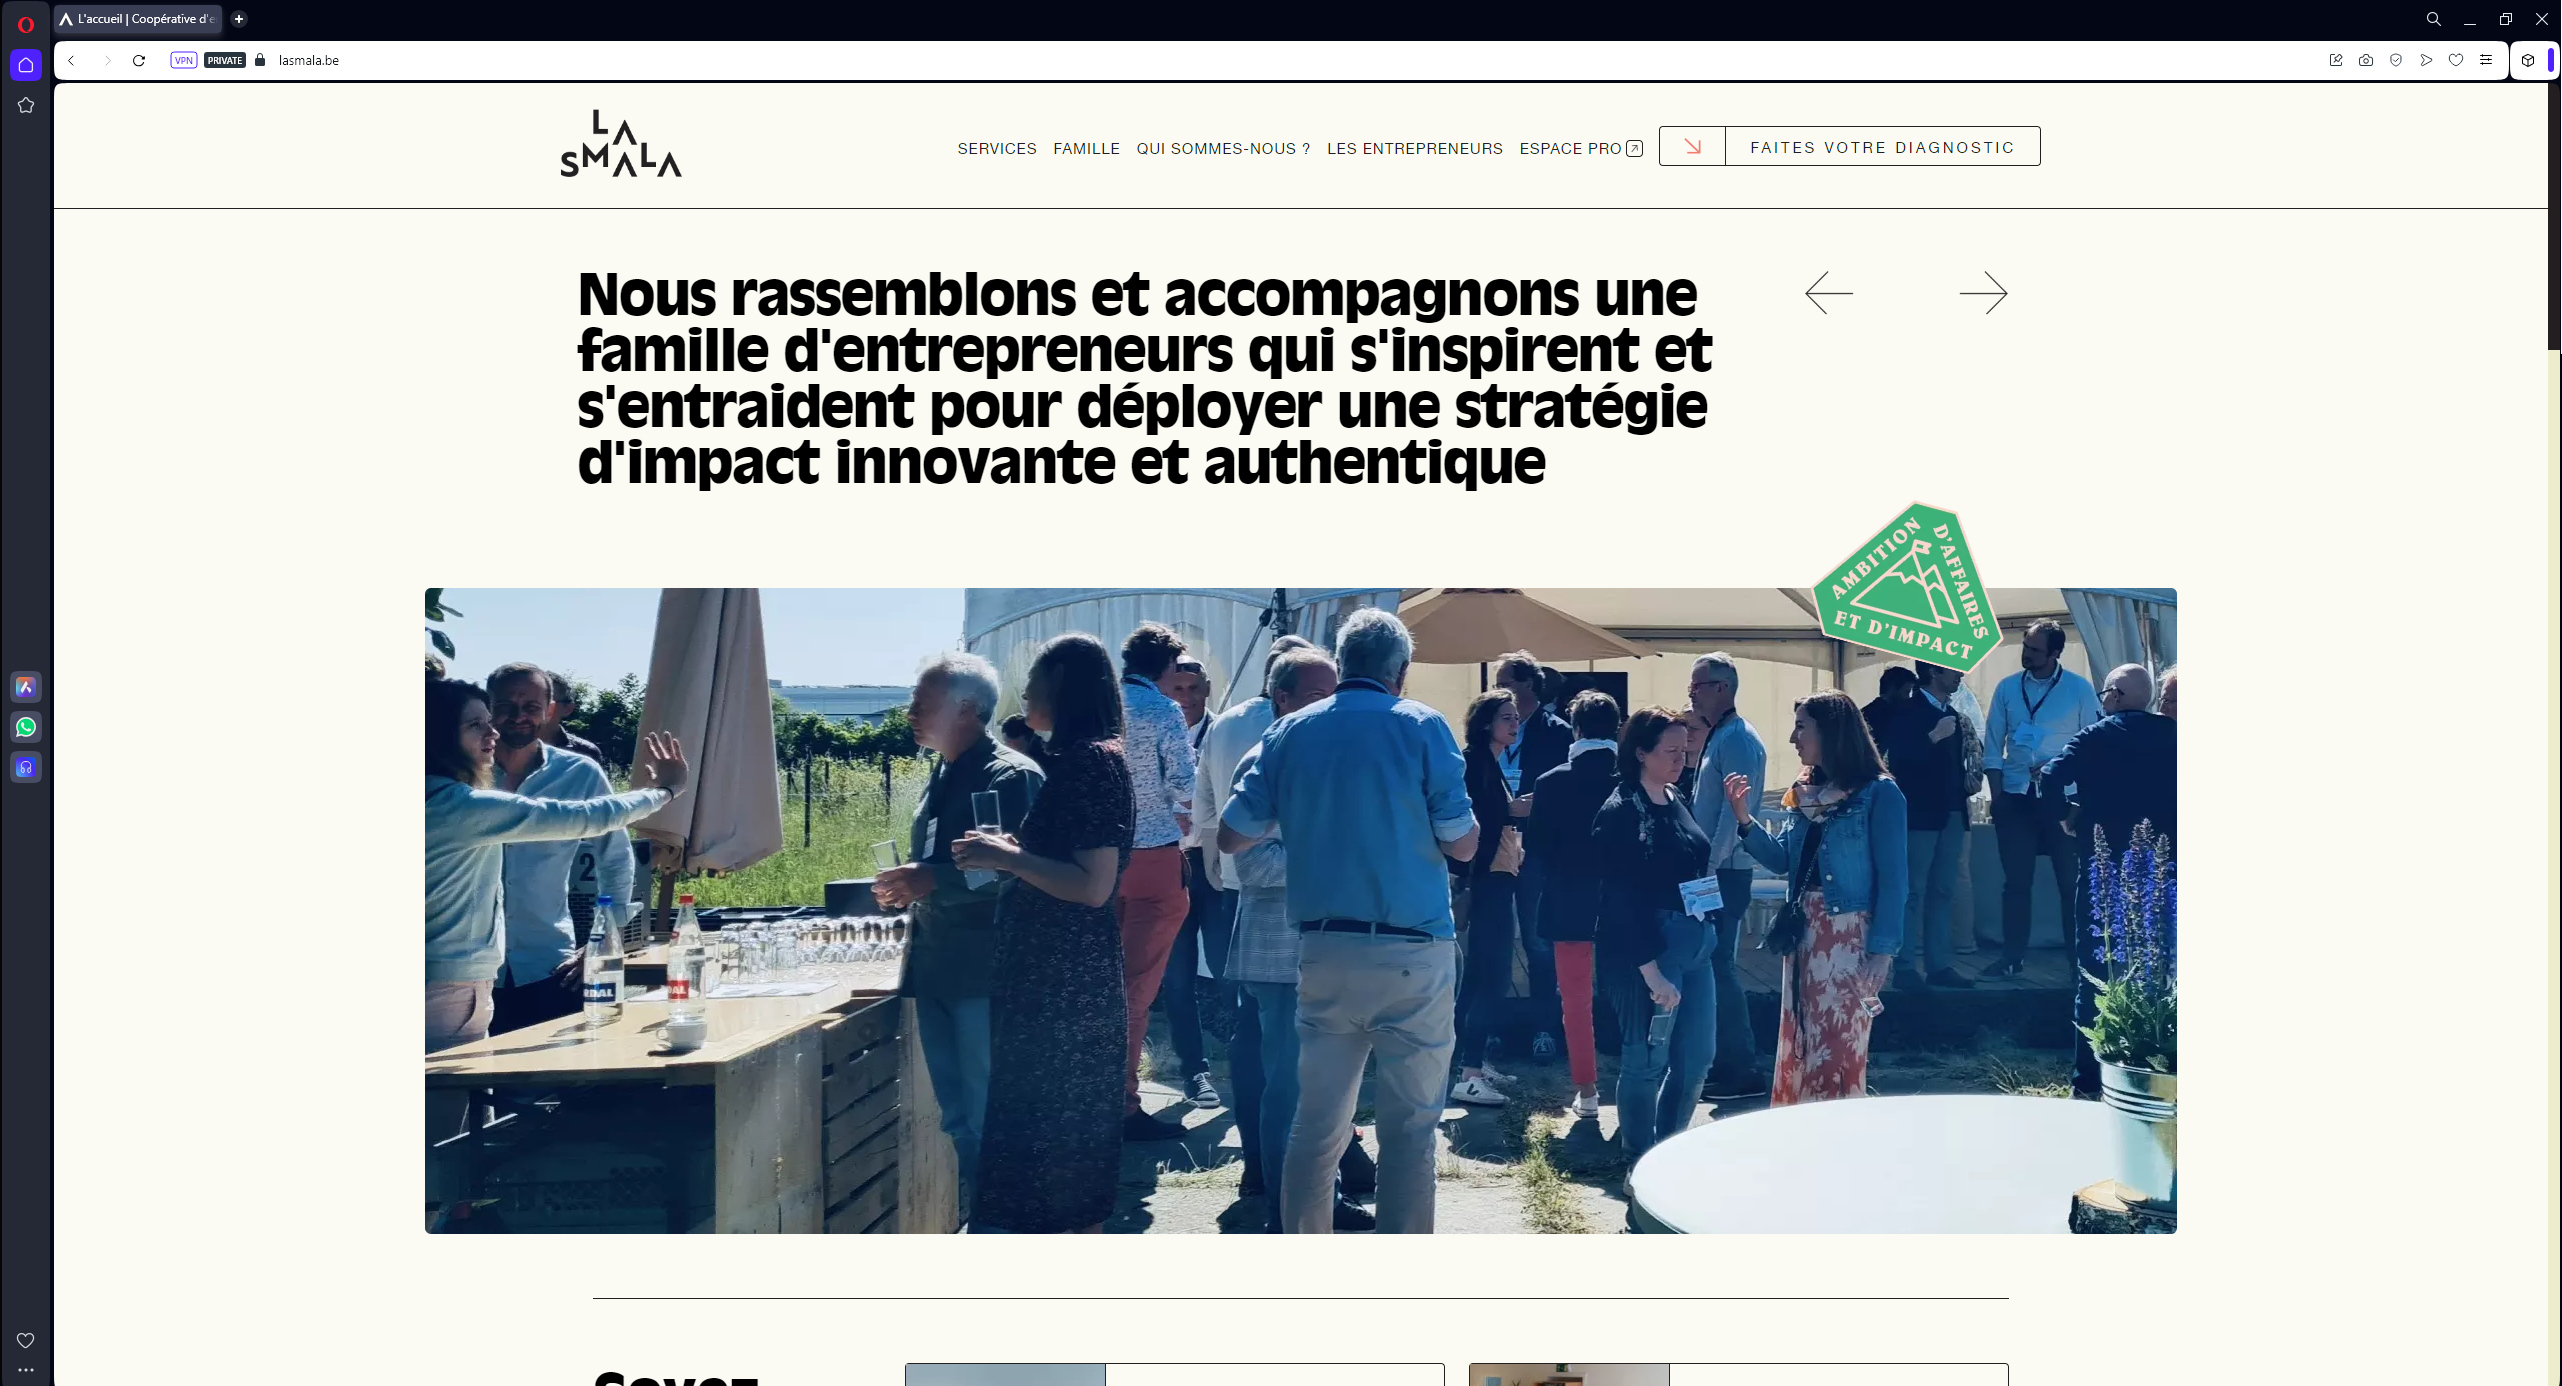 L'accueil | Coopérative d'e
VPN PRIVATE lasmala.be
LA
SMALA
SERVICES FAMILLE QUI SOMMES-NOUS ? LES ENTREPRENEURS ESPACE PRO FAITES VOTRE DIAGNOSTIC
Nous rassemblons et accompagnons une
famille d'entrepreneurs qui s'inspirent et
s'entraident pour déployer une stratégie
d'impact innovante et authentique
AMBITION
D'AFFAIRES
ET D'IMPACT
2